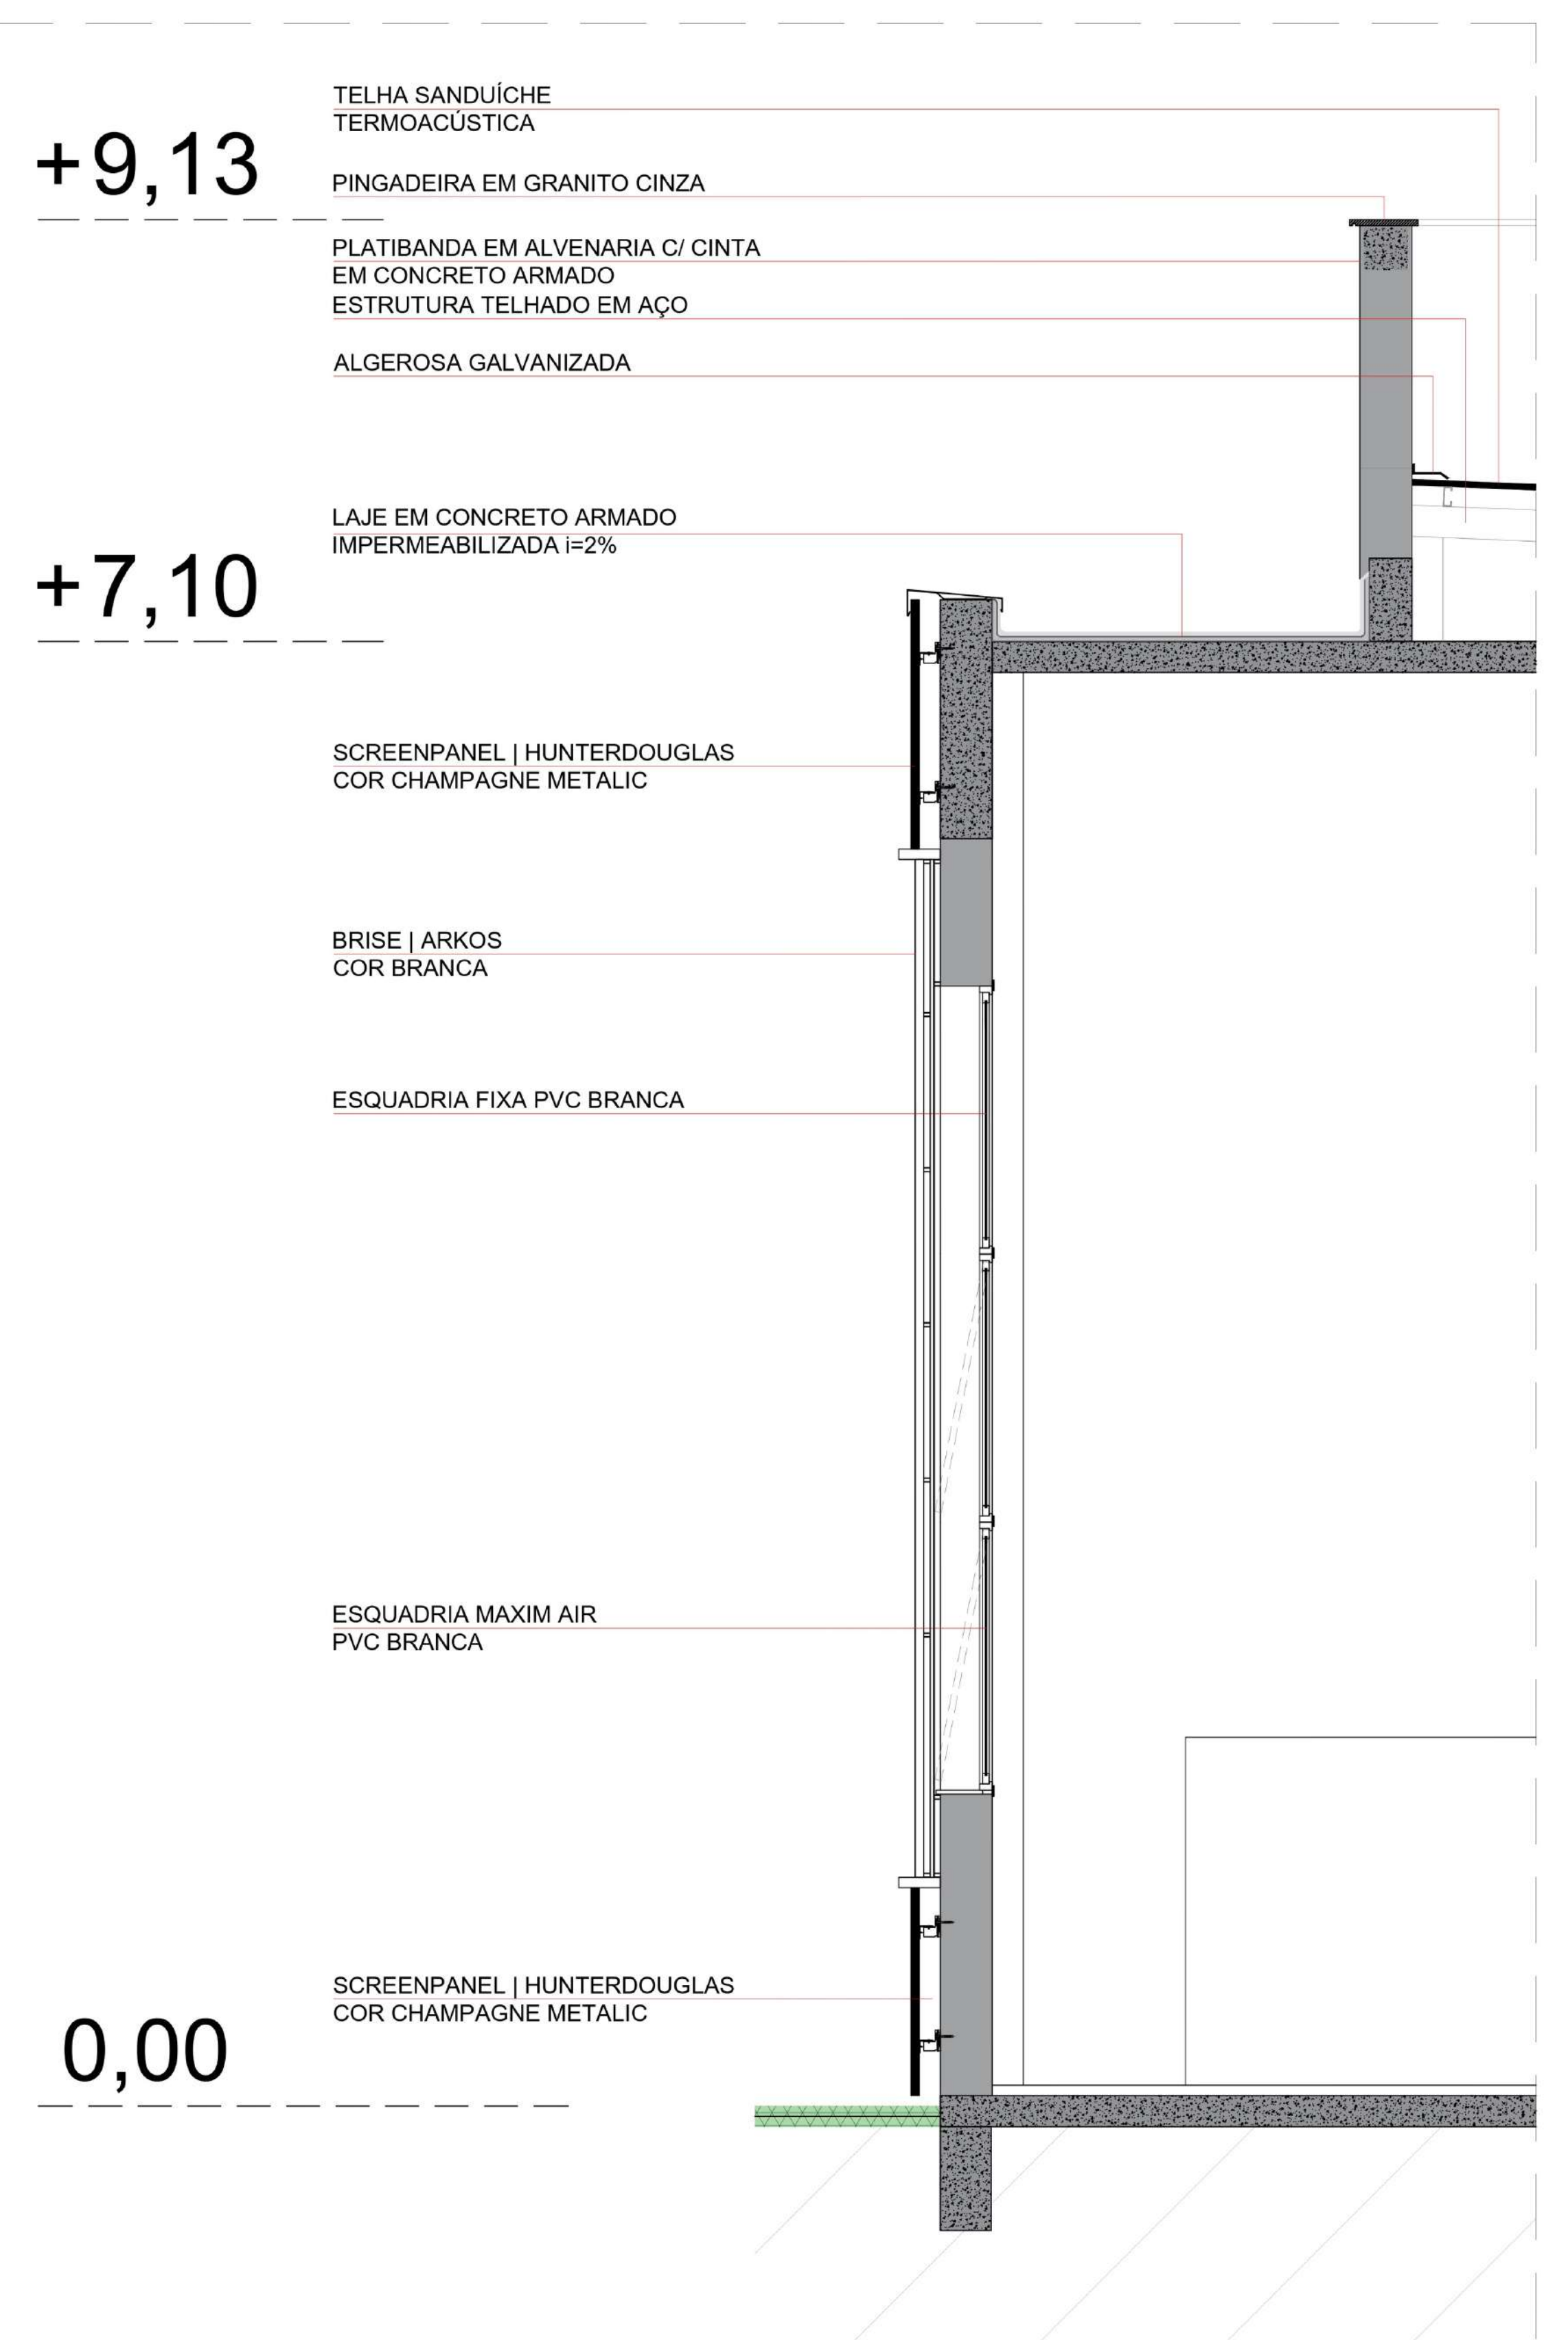 TELHA SANDUÍCHE
TERMOACÚSTICA
+9,13
PINGADEIRA EM GRANITO CINZA
PLATIBANDA EM ALVENARIA C/ CINTA
EM CONCRETO ARMADO
ESTRUTURA TELHADO EM AÇO
ALGEROSA GALVANIZADA
LAJE EM CONCRETO ARMADO
IMPERMEABILIZADA i=2%
+7,10
SCREENPANEL | HUNTERDOUGLAS
COR CHAMPAGNE METALIC
BRISE | ARKOS
COR BRANCA
ESQUADRIA FIXA PVC BRANCA
ESQUADRIA MAXIM AIR
PVC BRANCA
SCREENPANEL | HUNTERDOUGLAS
COR CHAMPAGNE METALIC
0,00